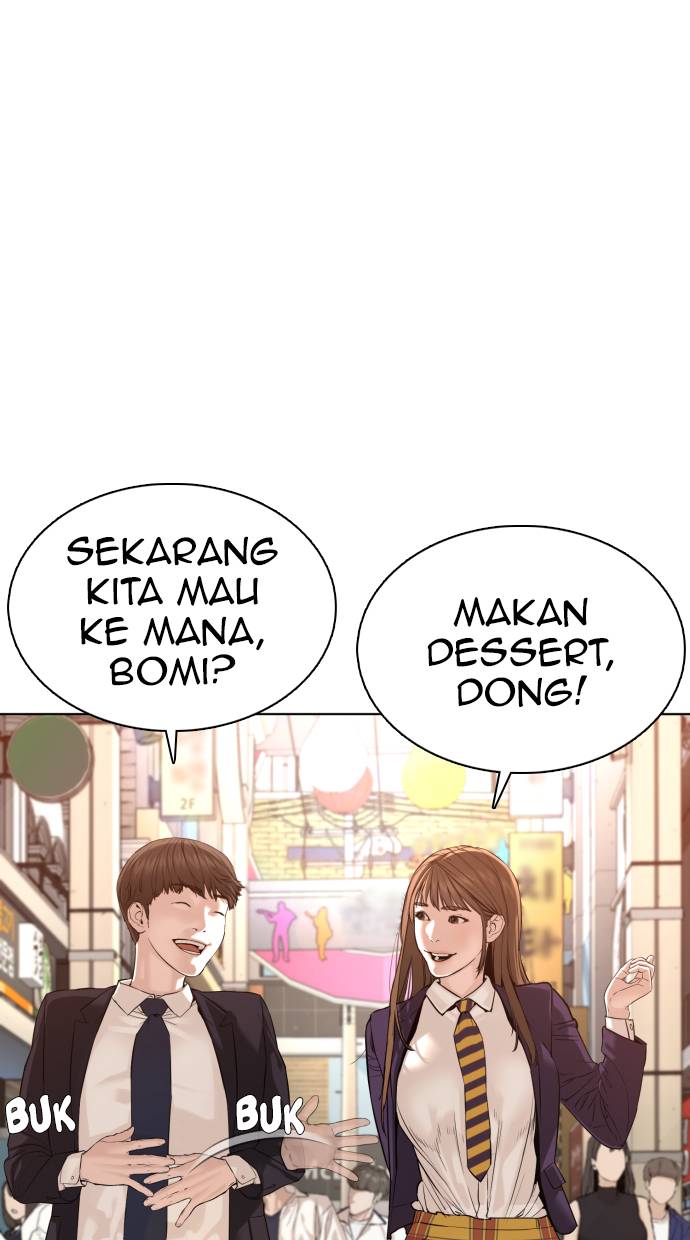 SEKARANG
KITA MAU
KE MANA,
BOMI?
MAKAN
DESSERT,
DONG!
2F
BUK
BUK